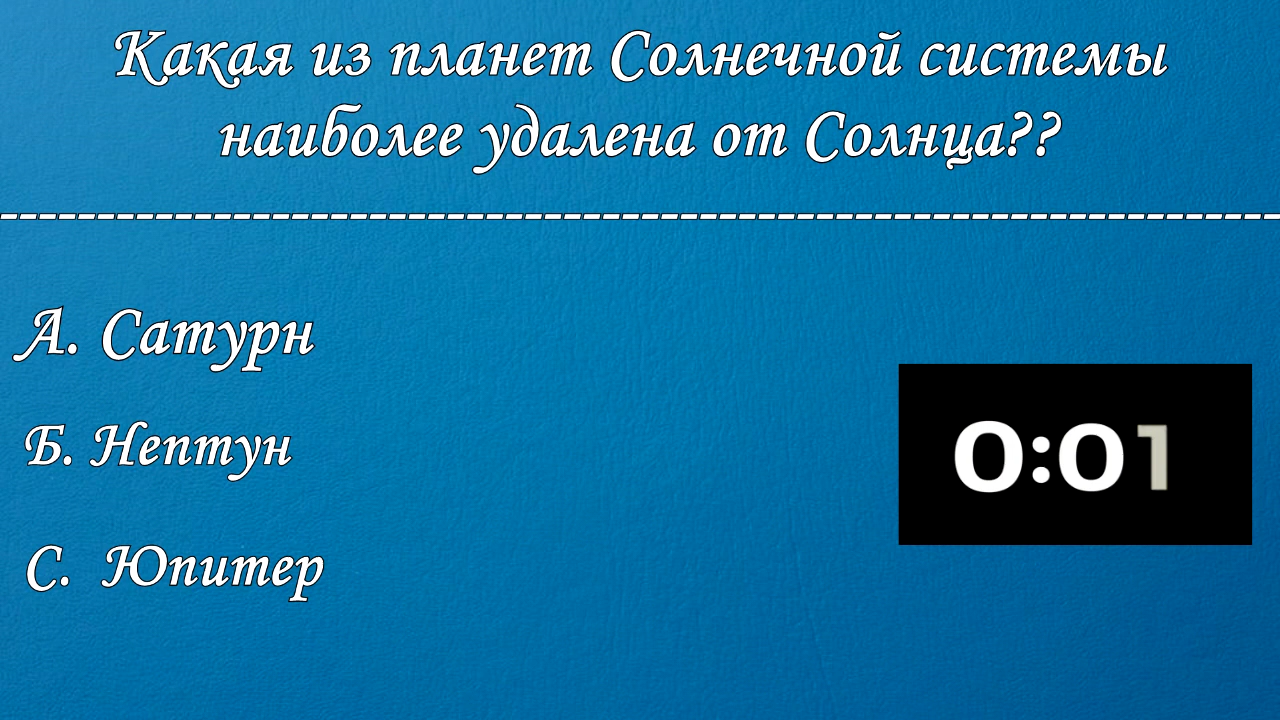 Какая из планет Солнечной системы
наиболее удалена от Солнца??
А. Сатурн
Б. Нептун
С. Юпитер
0:01